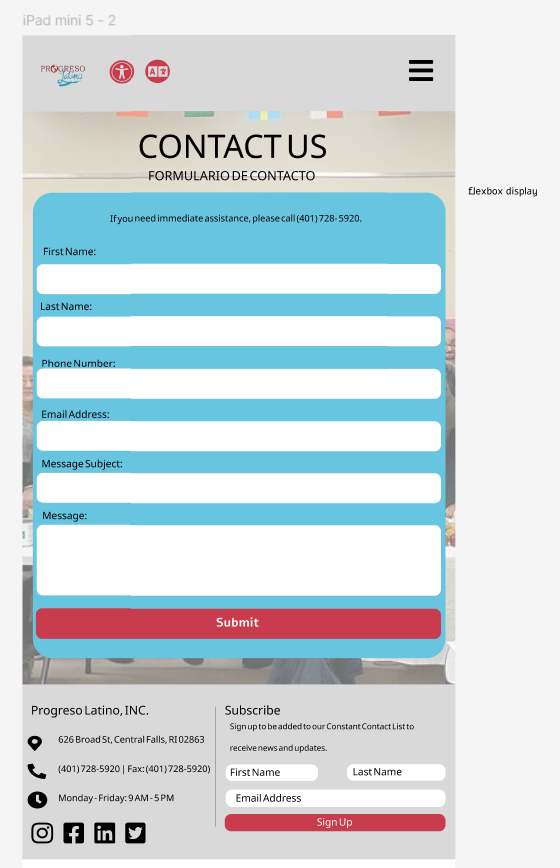 iPad mini 5 - 2
PROGRESO
Latino
A
CONTACT US
FORMULARIO DE CONTACTO
flexbox display
If you need immediate assistance, please call (401) 728- 5920.
First Name:
Last Name:
Phone Number:
Email Address:
Message Subject:
Message:
Submit
Progreso Latino, INC.
626 Broad St, Central Falls, RI 02863
(401) 728-5920 | Fax: (401) 728-5920)
Monday - Friday: 9 AM - 5 PM
Subscribe
Sign up to be added to our Constant Contact List to
receive news and updates.
First Name
Last Name
Email Address
Sign Up